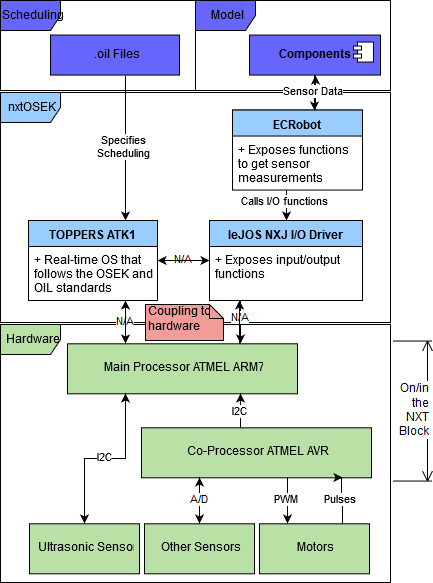 Scheduling
Model
.oil Files
Components
Sensor Data
nxtOSEK
ECRobot
+ Exposes functions
to get sensor
measurements
Specifies
Scheduling
Calls I/O functions
TOPPERS ATK1
+ Real-time OS that
follows the OSEK and
OIL standards
N/A
leJOS NXJ I/O Driver
+ Exposes input/output
functions
N/A
Coupling to
hardware
N/A
Hardware
Main Processor ATMEL ARM7
On/in
the
NXT
Block
I2C
Co-Processor ATMEL AVR
I2C
A/D
PWM
Pulses
Ultrasonic Sensor
Other Sensors
Motors